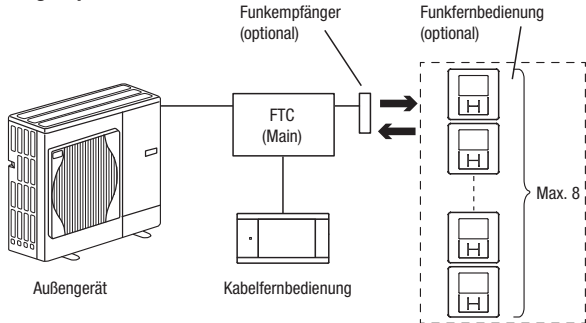 Funkempfänger
(optional)
Funkfernbedienung
(optional)
FTC
(Main)
Max. 8
Außengerät
Kabelfernbedienung